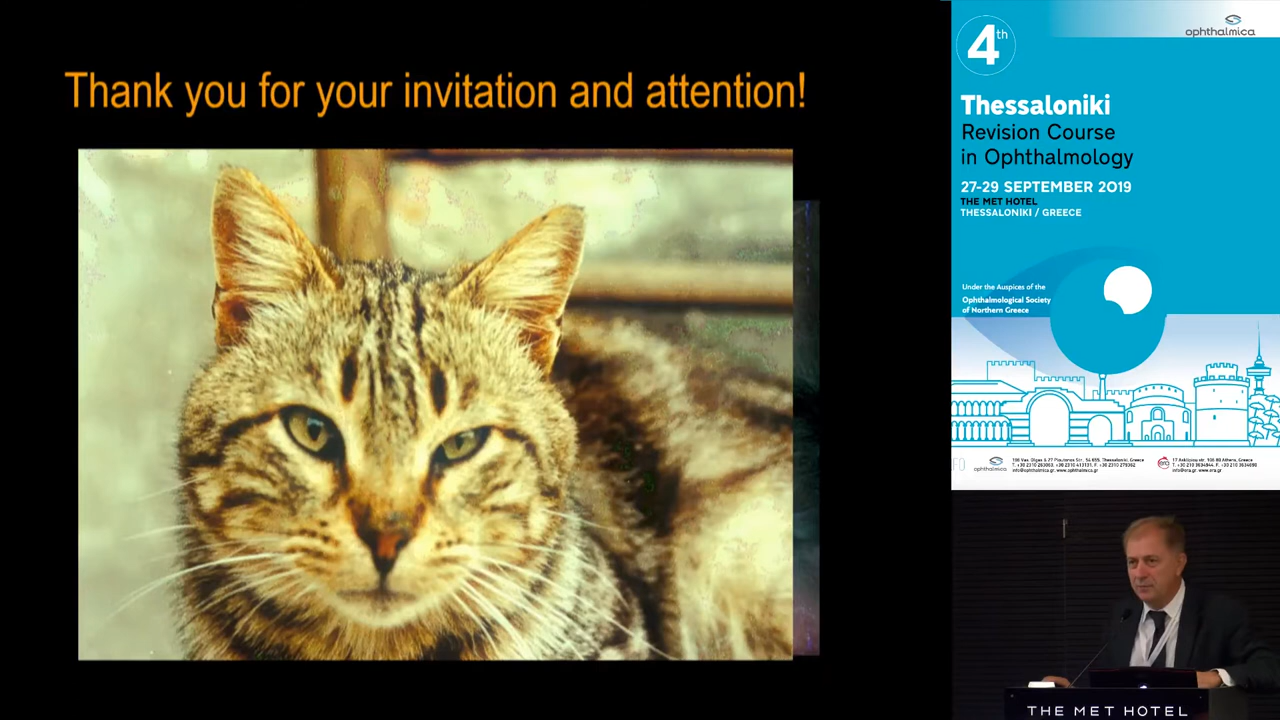 Thank you for your invitation and attention!
4th
ophthalmica
Thessaloniki
Revision Course
in Ophthalmology
27-29 SEPTEMBER 2019
THE MET HOTEL
THESSALONIKI / GREECE
Under the Auspices of the
Ophthalmological Society
of Northern Greece
ophthalmica
THE MET HOTEL